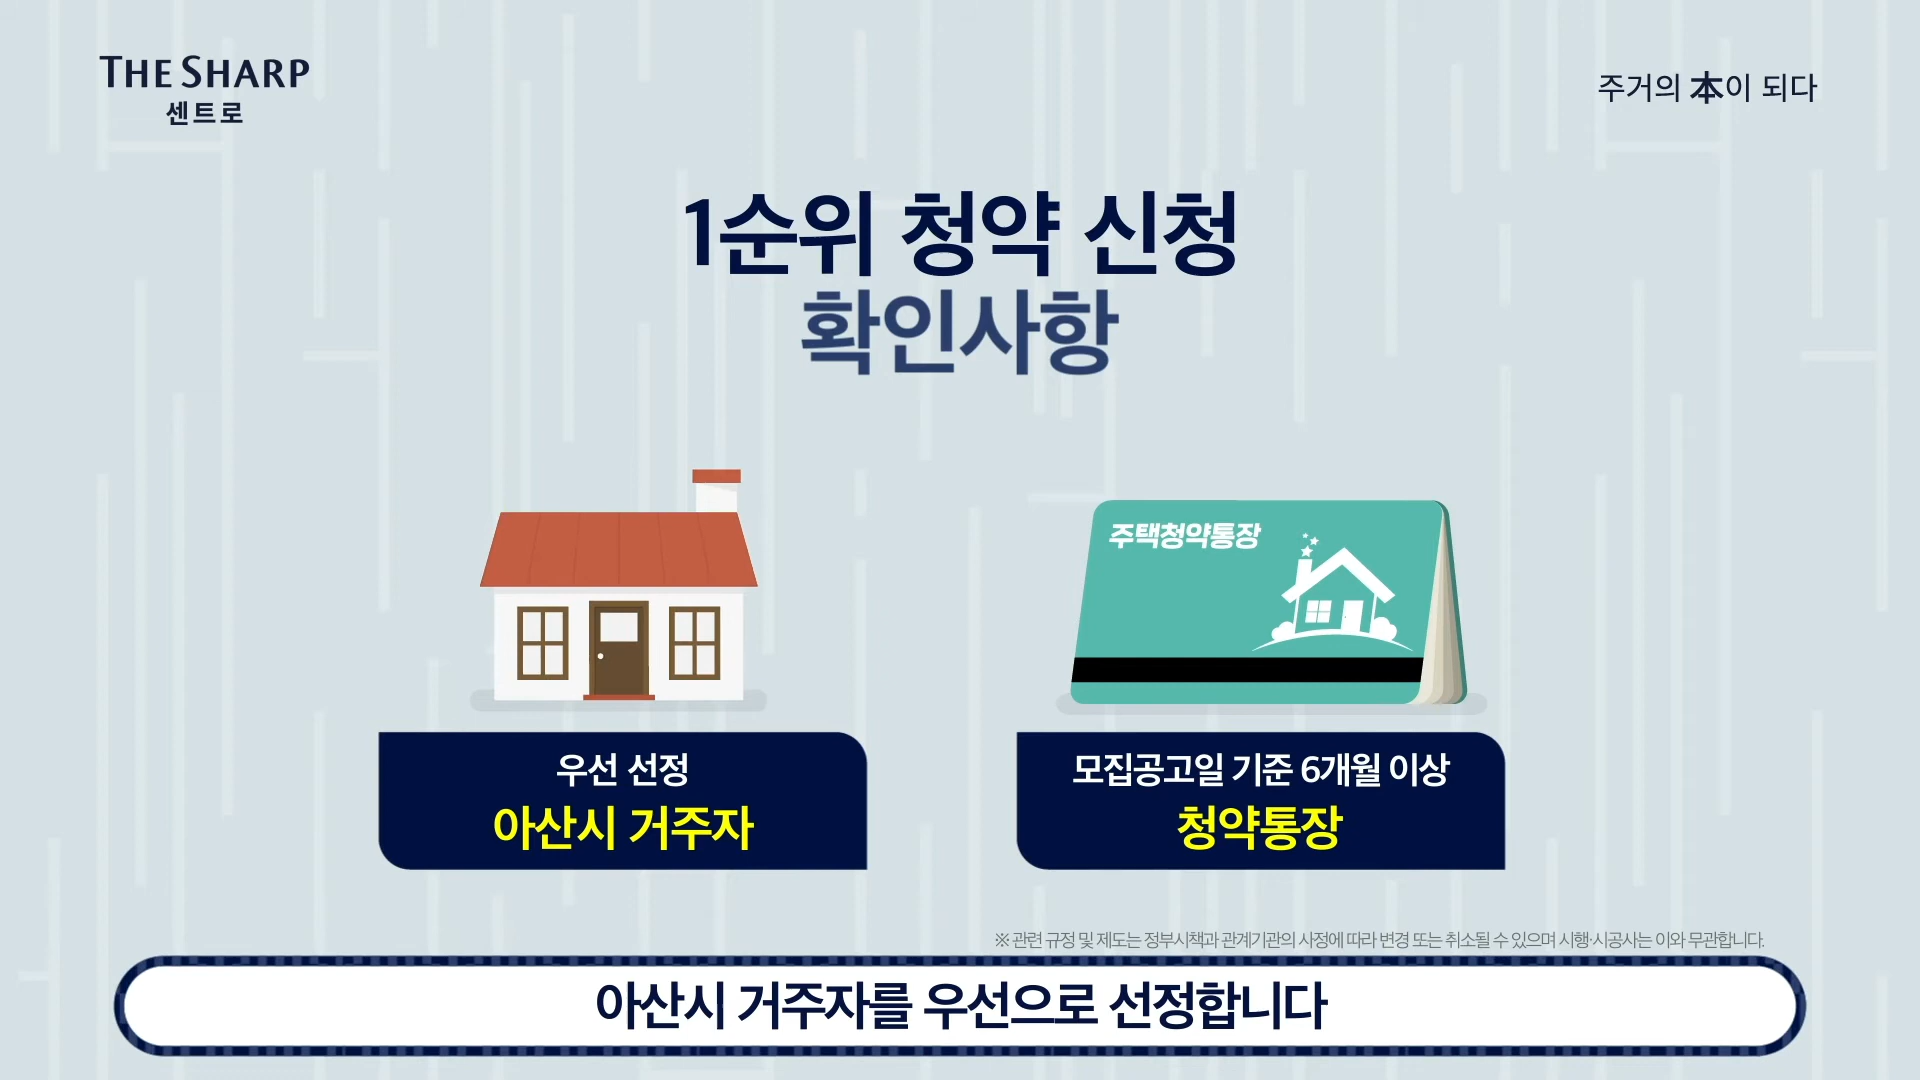 THE SHARP
센트로
주거의 本이 되다
1순위 청약 신청
확인사항
주택청약통장
우선 선정
아산시 거주자
모집공고일 기준 6개월 이상
청약통장
※ 관련 규정 및 제도는 정부시책과 관계기관의 사정에 따라 변경 또는 취소될 수 있으며 시행·시공사는 이와 무관합니다.
아산시 거주자를 우선으로 선정합니다